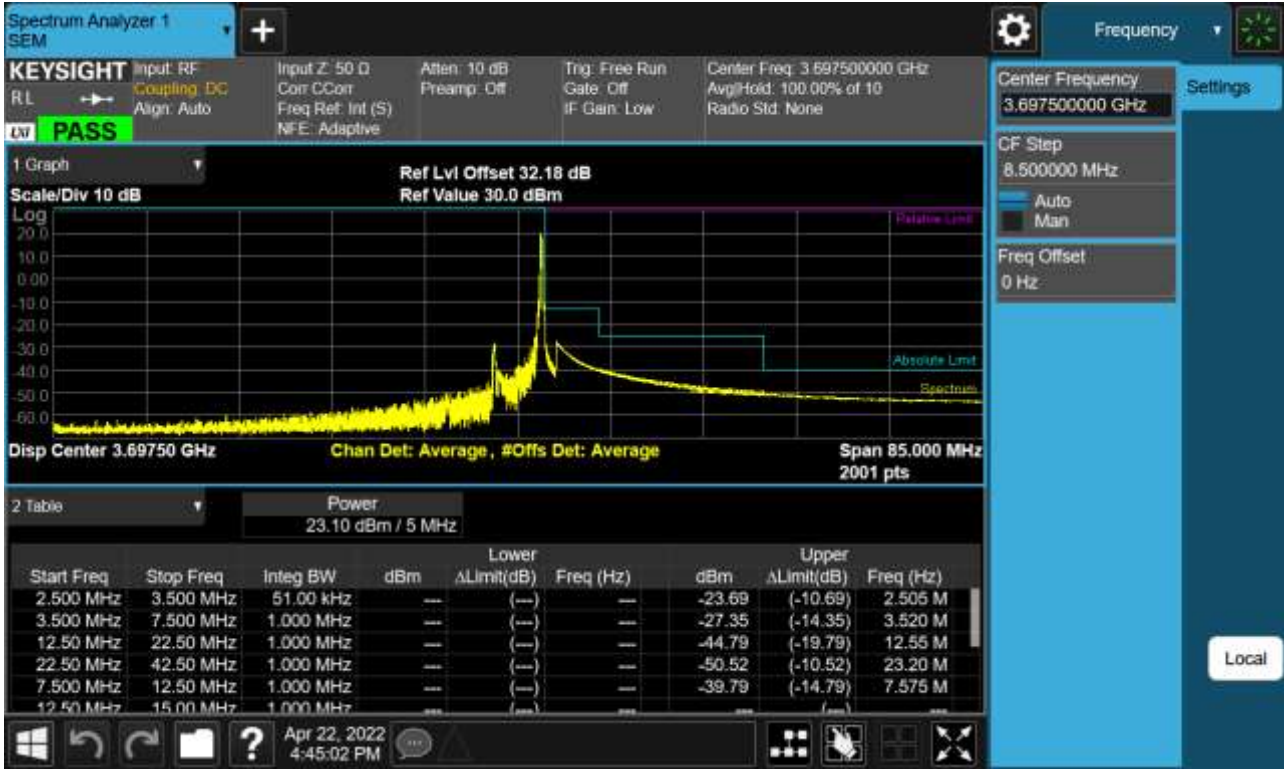 Spectrum Analyzer 1
SEM
+
Frequency
KEYSIGHT
RL
Input: RF
Coupling: DC
Align: Auto
Input Z: 50 Ω
Corr CCorr
Freq Ref: Int (S)
NFE: Adaptive
Atten: 10 dB
Preamp: Off
Trig: Free Run
Gate: Off
IF Gain: Low
Center Freq: 3.697500000 GHz
Avg|Hold: 100.00% of 10
Radio Std: None
LXI PASS
Center Frequency
3.697500000 GHz
Settings
CF Step
8.500000 MHz
Auto
Man
Freq Offset
0 Hz
1 Graph
Scale/Div 10 dB
Ref Lvl Offset 32.18 dB
Ref Value 30.0 dBm
Log
20.0
10.0
0.00
-10.0
-20.0
-30.0
-40.0
-50.0
-60.0
Relative Limit
Absolute Limit
Spectrum
Disp Center 3.69750 GHz
Chan Det: Average, #Offs Det: Average
Span 85.000 MHz
2001 pts
2 Table
Power
23.10 dBm / 5 MHz
Lower Upper
Start Freq Stop Freq Integ BW dBm ΔLimit(dB) Freq (Hz) dBm ΔLimit(dB) Freq (Hz)
2.500 MHz 3.500 MHz 51.00 kHz --- (---) --- -23.69 (-10.69) 2.505 M
3.500 MHz 7.500 MHz 1.000 MHz --- (---) --- -27.35 (-14.35) 3.520 M
12.50 MHz 22.50 MHz 1.000 MHz --- (---) --- -44.79 (-19.79) 12.55 M
22.50 MHz 42.50 MHz 1.000 MHz --- (---) --- -50.52 (-10.52) 23.20 M
7.500 MHz 12.50 MHz 1.000 MHz --- (---) --- -39.79 (-14.79) 7.575 M
12.50 MHz 15.00 MHz 1.000 MHz --- (---) --- --- (---) ---
Local
?
Apr 22, 2022
4:45:02 PM